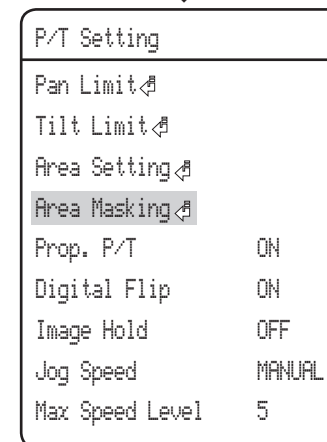 P/T Setting
Pan Limit⏎
Tilt Limit⏎
Area Setting⏎
Area Masking⏎
Prop. P/T ON
Digital Flip ON
Image Hold OFF
Jog Speed MANUAL
Max Speed Level 5